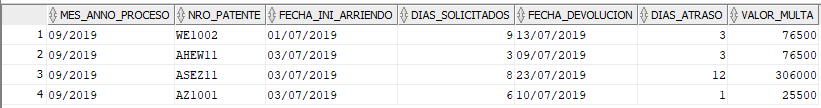 MES_ANNO_PROCESO NRO_PATENTE FECHA_INI_ARRIENDO DIAS_SOLICITADOS FECHA_DEVOLUCION DIAS_ATRASO VALOR_MULTA
1 09/2019 WE1002 01/07/2019 9 13/07/2019 3 76500
2 09/2019 AHEW11 03/07/2019 3 09/07/2019 3 76500
3 09/2019 ASEZ11 03/07/2019 8 23/07/2019 12 306000
4 09/2019 AZ1001 03/07/2019 6 10/07/2019 1 25500